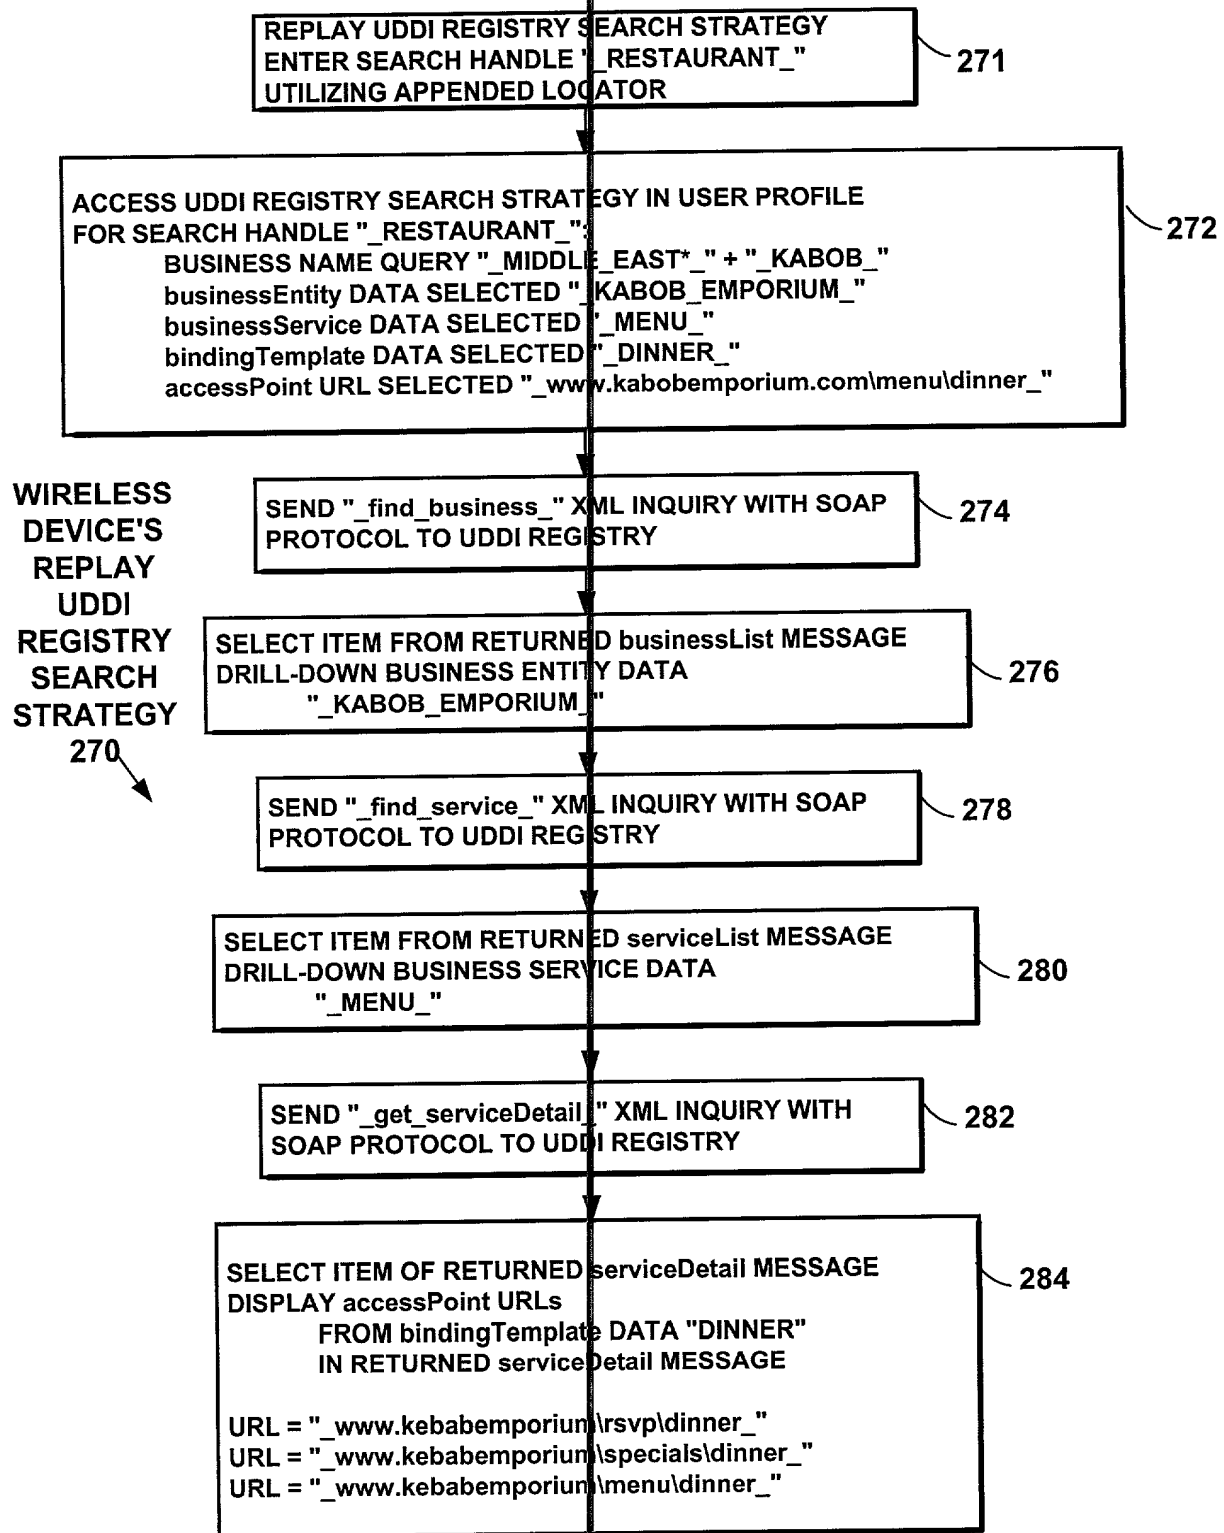 REPLAY UDDI REGISTRY SEARCH STRATEGY
ENTER SEARCH HANDLE "_RESTAURANT_"
UTILIZING APPENDED LOCATOR
271
ACCESS UDDI REGISTRY SEARCH STRATEGY IN USER PROFILE
FOR SEARCH HANDLE "_RESTAURANT_":
BUSINESS NAME QUERY "_MIDDLE_EAST*_" + "_KABOB_"
businessEntity DATA SELECTED "_KABOB_EMPORIUM_"
businessService DATA SELECTED "_MENU_"
bindingTemplate DATA SELECTED "_DINNER_"
accessPoint URL SELECTED "_www.kabobemporium.com\menu\dinner_"
272
WIRELESS
DEVICE'S
REPLAY
UDDI
REGISTRY
SEARCH
STRATEGY
270
SEND "_find_business_" XML INQUIRY WITH SOAP
PROTOCOL TO UDDI REGISTRY
274
SELECT ITEM FROM RETURNED businessList MESSAGE
DRILL-DOWN BUSINESS ENTITY DATA
"_KABOB_EMPORIUM_"
276
SEND "_find_service_" XML INQUIRY WITH SOAP
PROTOCOL TO UDDI REGISTRY
278
SELECT ITEM FROM RETURNED serviceList MESSAGE
DRILL-DOWN BUSINESS SERVICE DATA
"_MENU_"
280
SEND "_get_serviceDetail_" XML INQUIRY WITH
SOAP PROTOCOL TO UDDI REGISTRY
282
SELECT ITEM OF RETURNED serviceDetail MESSAGE
DISPLAY accessPoint URLs
FROM bindingTemplate DATA "DINNER"
IN RETURNED serviceDetail MESSAGE
URL = "_www.kebabemporium\rsvp\dinner_"
URL = "_www.kebabemporium\specials\dinner_"
URL = "_www.kebabemporium\menu\dinner_"
284